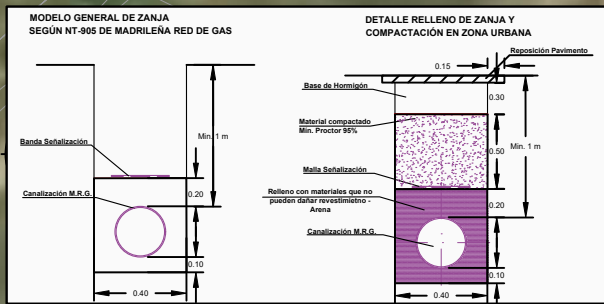 MODELO GENERAL DE ZANJA
SEGÚN NT-905 DE MADRILEÑA RED DE GAS
Min. 1 m
Banda Señalización
0.20
Canalización M.R.G.
0.10
0.40
DETALLE RELLENO DE ZANJA Y
COMPACTACIÓN EN ZONA URBANA
Reposición Pavimento
0.15
Base de Hormigón
0.30
Material compactado
Min. Proctor 95%
0.50
Min. 1 m
Malla Señalización
Relleno con materiales que no
pueden dañar revestimietno -
Arena
0.20
Canalización M.R.G.
0.10
0.40